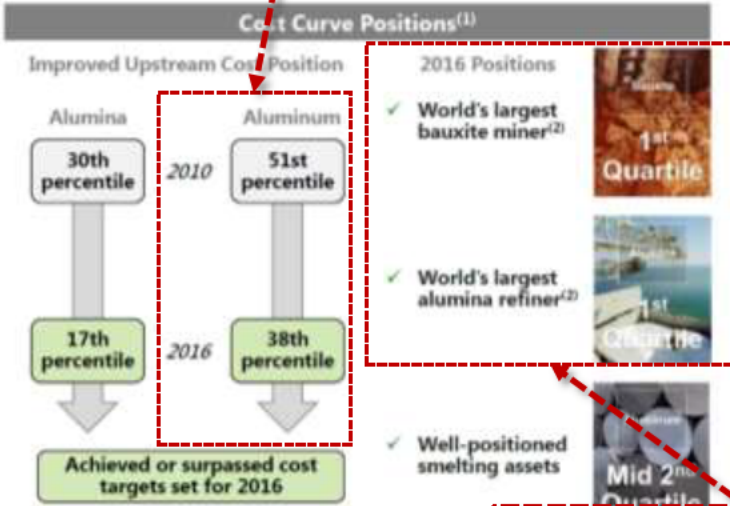 Cost Curve Positions(1)
Improved Upstream Cost Position
Alumina
Aluminum
30th
percentile
2010
51st
percentile
17th
percentile
2016
38th
percentile
Achieved or surpassed cost
targets set for 2016
2016 Positions
✓ World's largest
bauxite miner(2)
Bauxite
1st
Quartile
✓ World's largest
alumina refiner(2)
1st
Quartile
✓ Well-positioned
smelting assets
Aluminum
Mid 2nd
Quartile